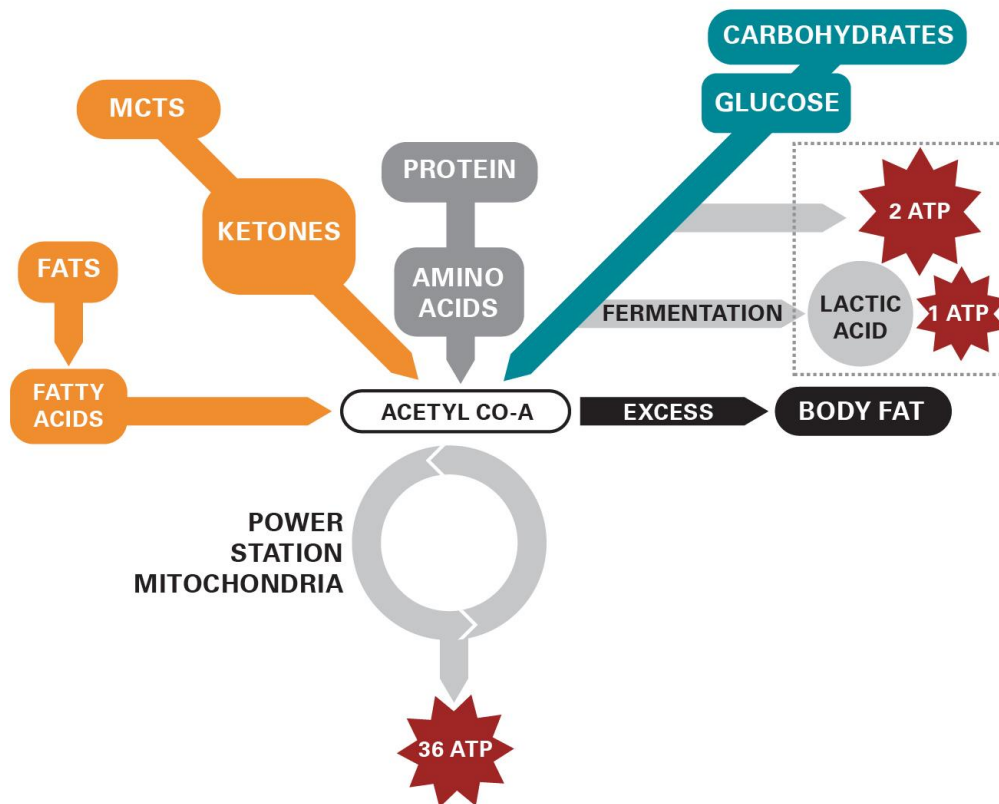 CARBOHYDRATES
MCTS
GLUCOSE
PROTEIN
KETONES
2 ATP
FATS
AMINO
ACIDS
FERMENTATION
LACTIC
ACID
1 ATP
FATTY
ACIDS
ACETYL CO-A
EXCESS
BODY FAT
POWER
STATION
MITOCHONDRIA
36 ATP